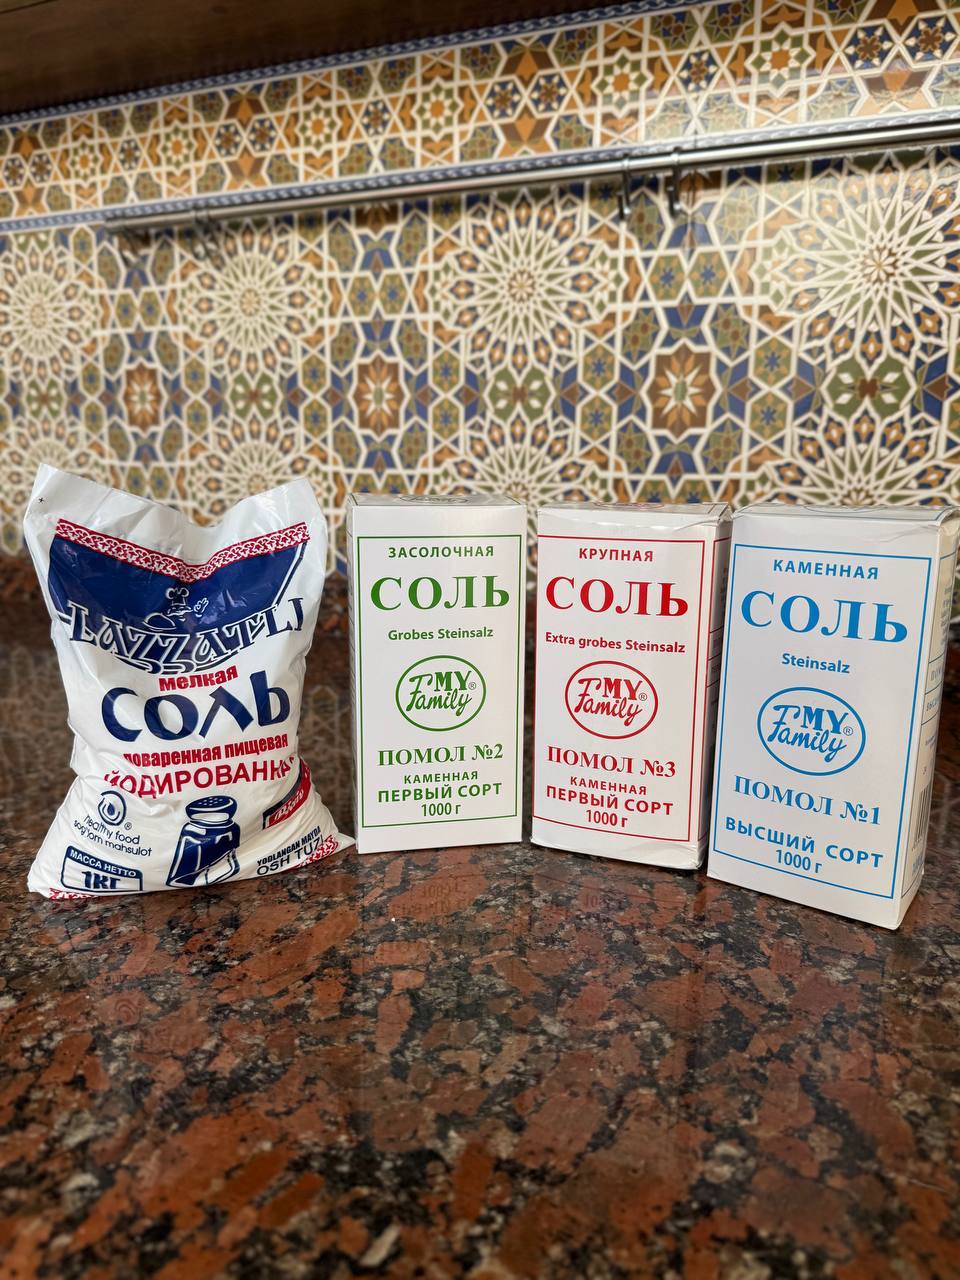 LAZZATLI
мелкая
СОЛЬ
поваренная пищевая
ЙОДИРОВАННАЯ
healthy food
sog'lom mahsulot
МАССА НЕТТО
1КГ
YODLANGAN MAYDA
OSH TUZI
ЗАСОЛОЧНАЯ
СОЛЬ
Grobes Steinsalz
MY
Family®
ПОМОЛ №2
КАМЕННАЯ
ПЕРВЫЙ СОРТ
1000 г
КРУПНАЯ
СОЛЬ
Extra grobes Steinsalz
MY
Family®
ПОМОЛ №3
КАМЕННАЯ
ПЕРВЫЙ СОРТ
1000 г
КАМЕННАЯ
СОЛЬ
Steinsalz
MY
Family®
ПОМОЛ №1
ВЫСШИЙ СОРТ
1000 г